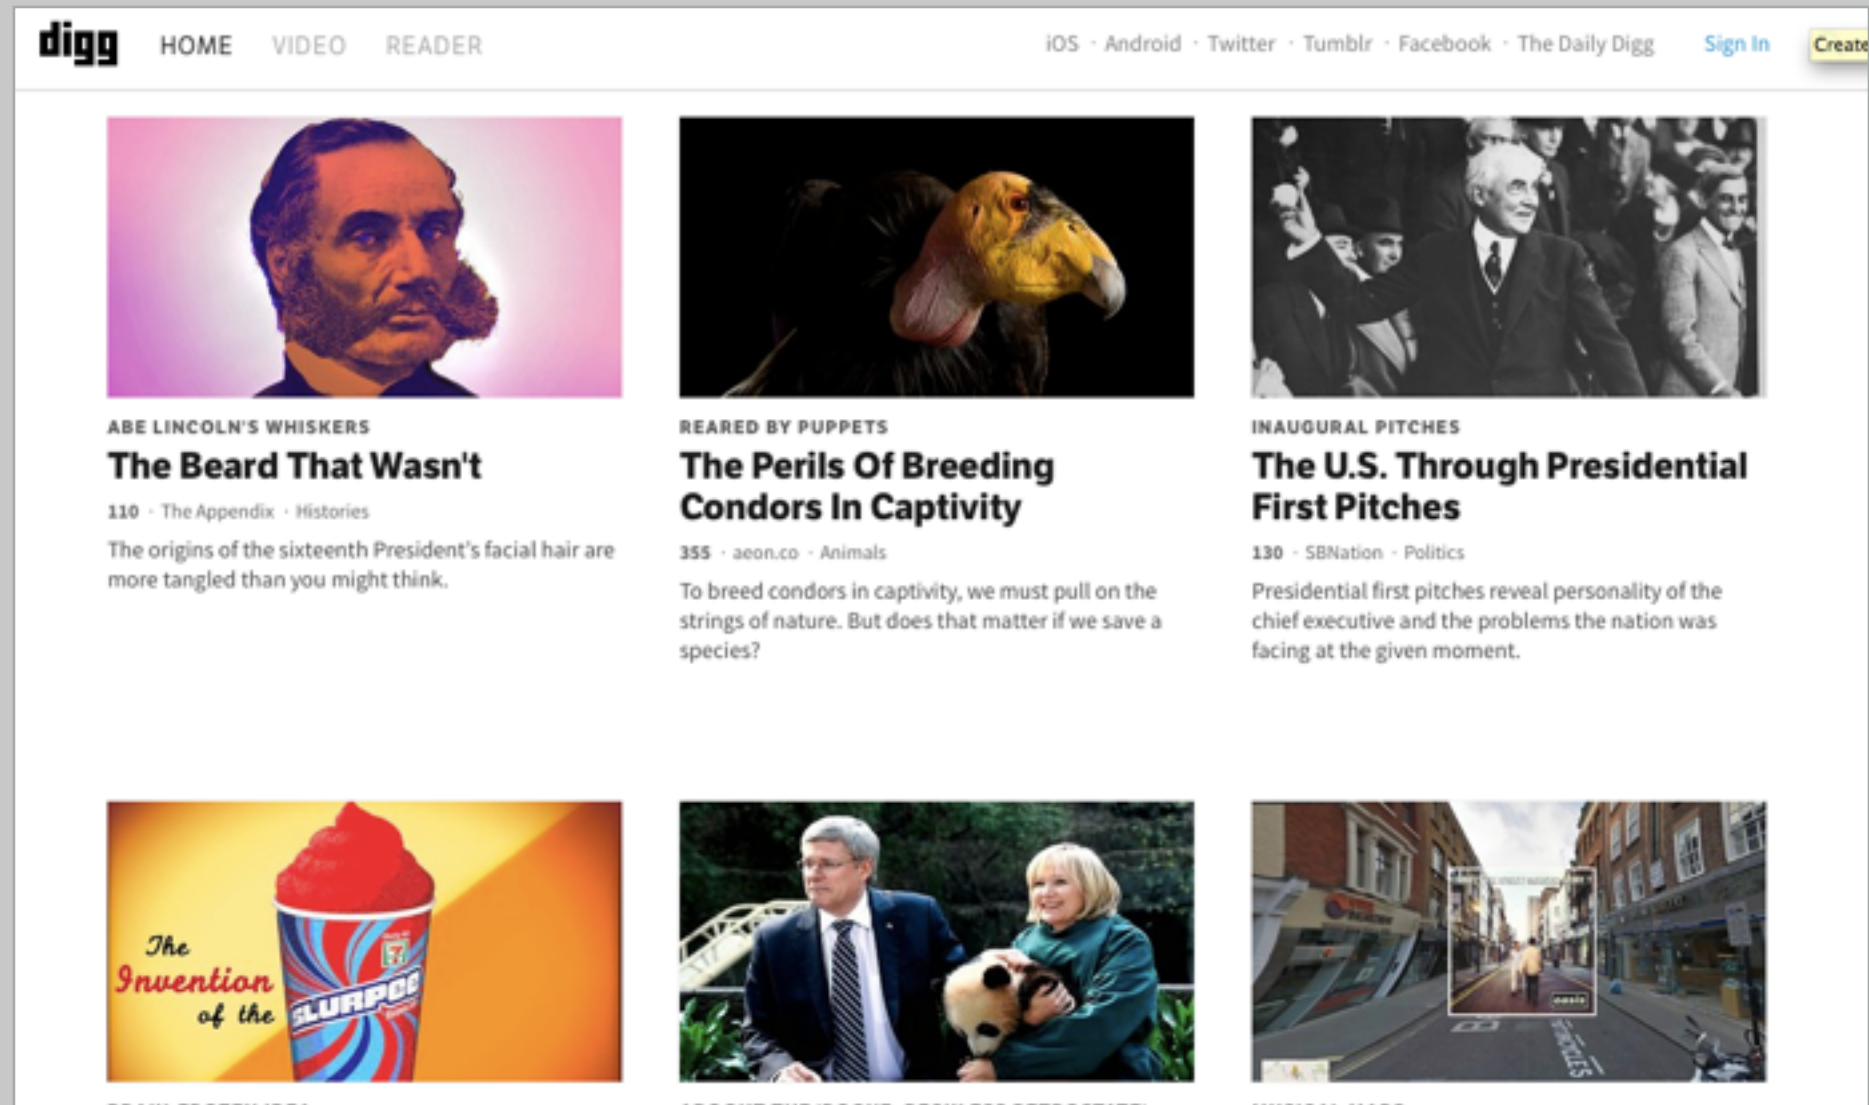 digg HOME VIDEO READER iOS · Android · Twitter · Tumblr · Facebook · The Daily Digg Sign In Create
ABE LINCOLN'S WHISKERS
The Beard That Wasn't
110 · The Appendix · Histories
The origins of the sixteenth President's facial hair are
more tangled than you might think.
REARED BY PUPPETS
The Perils Of Breeding
Condors In Captivity
355 · aeon.co · Animals
To breed condors in captivity, we must pull on the
strings of nature. But does that matter if we save a
species?
INAUGURAL PITCHES
The U.S. Through Presidential
First Pitches
130 · SBNation · Politics
Presidential first pitches reveal personality of the
chief executive and the problems the nation was
facing at the given moment.
The
Invention
of the
7
SLURPEE
oasis